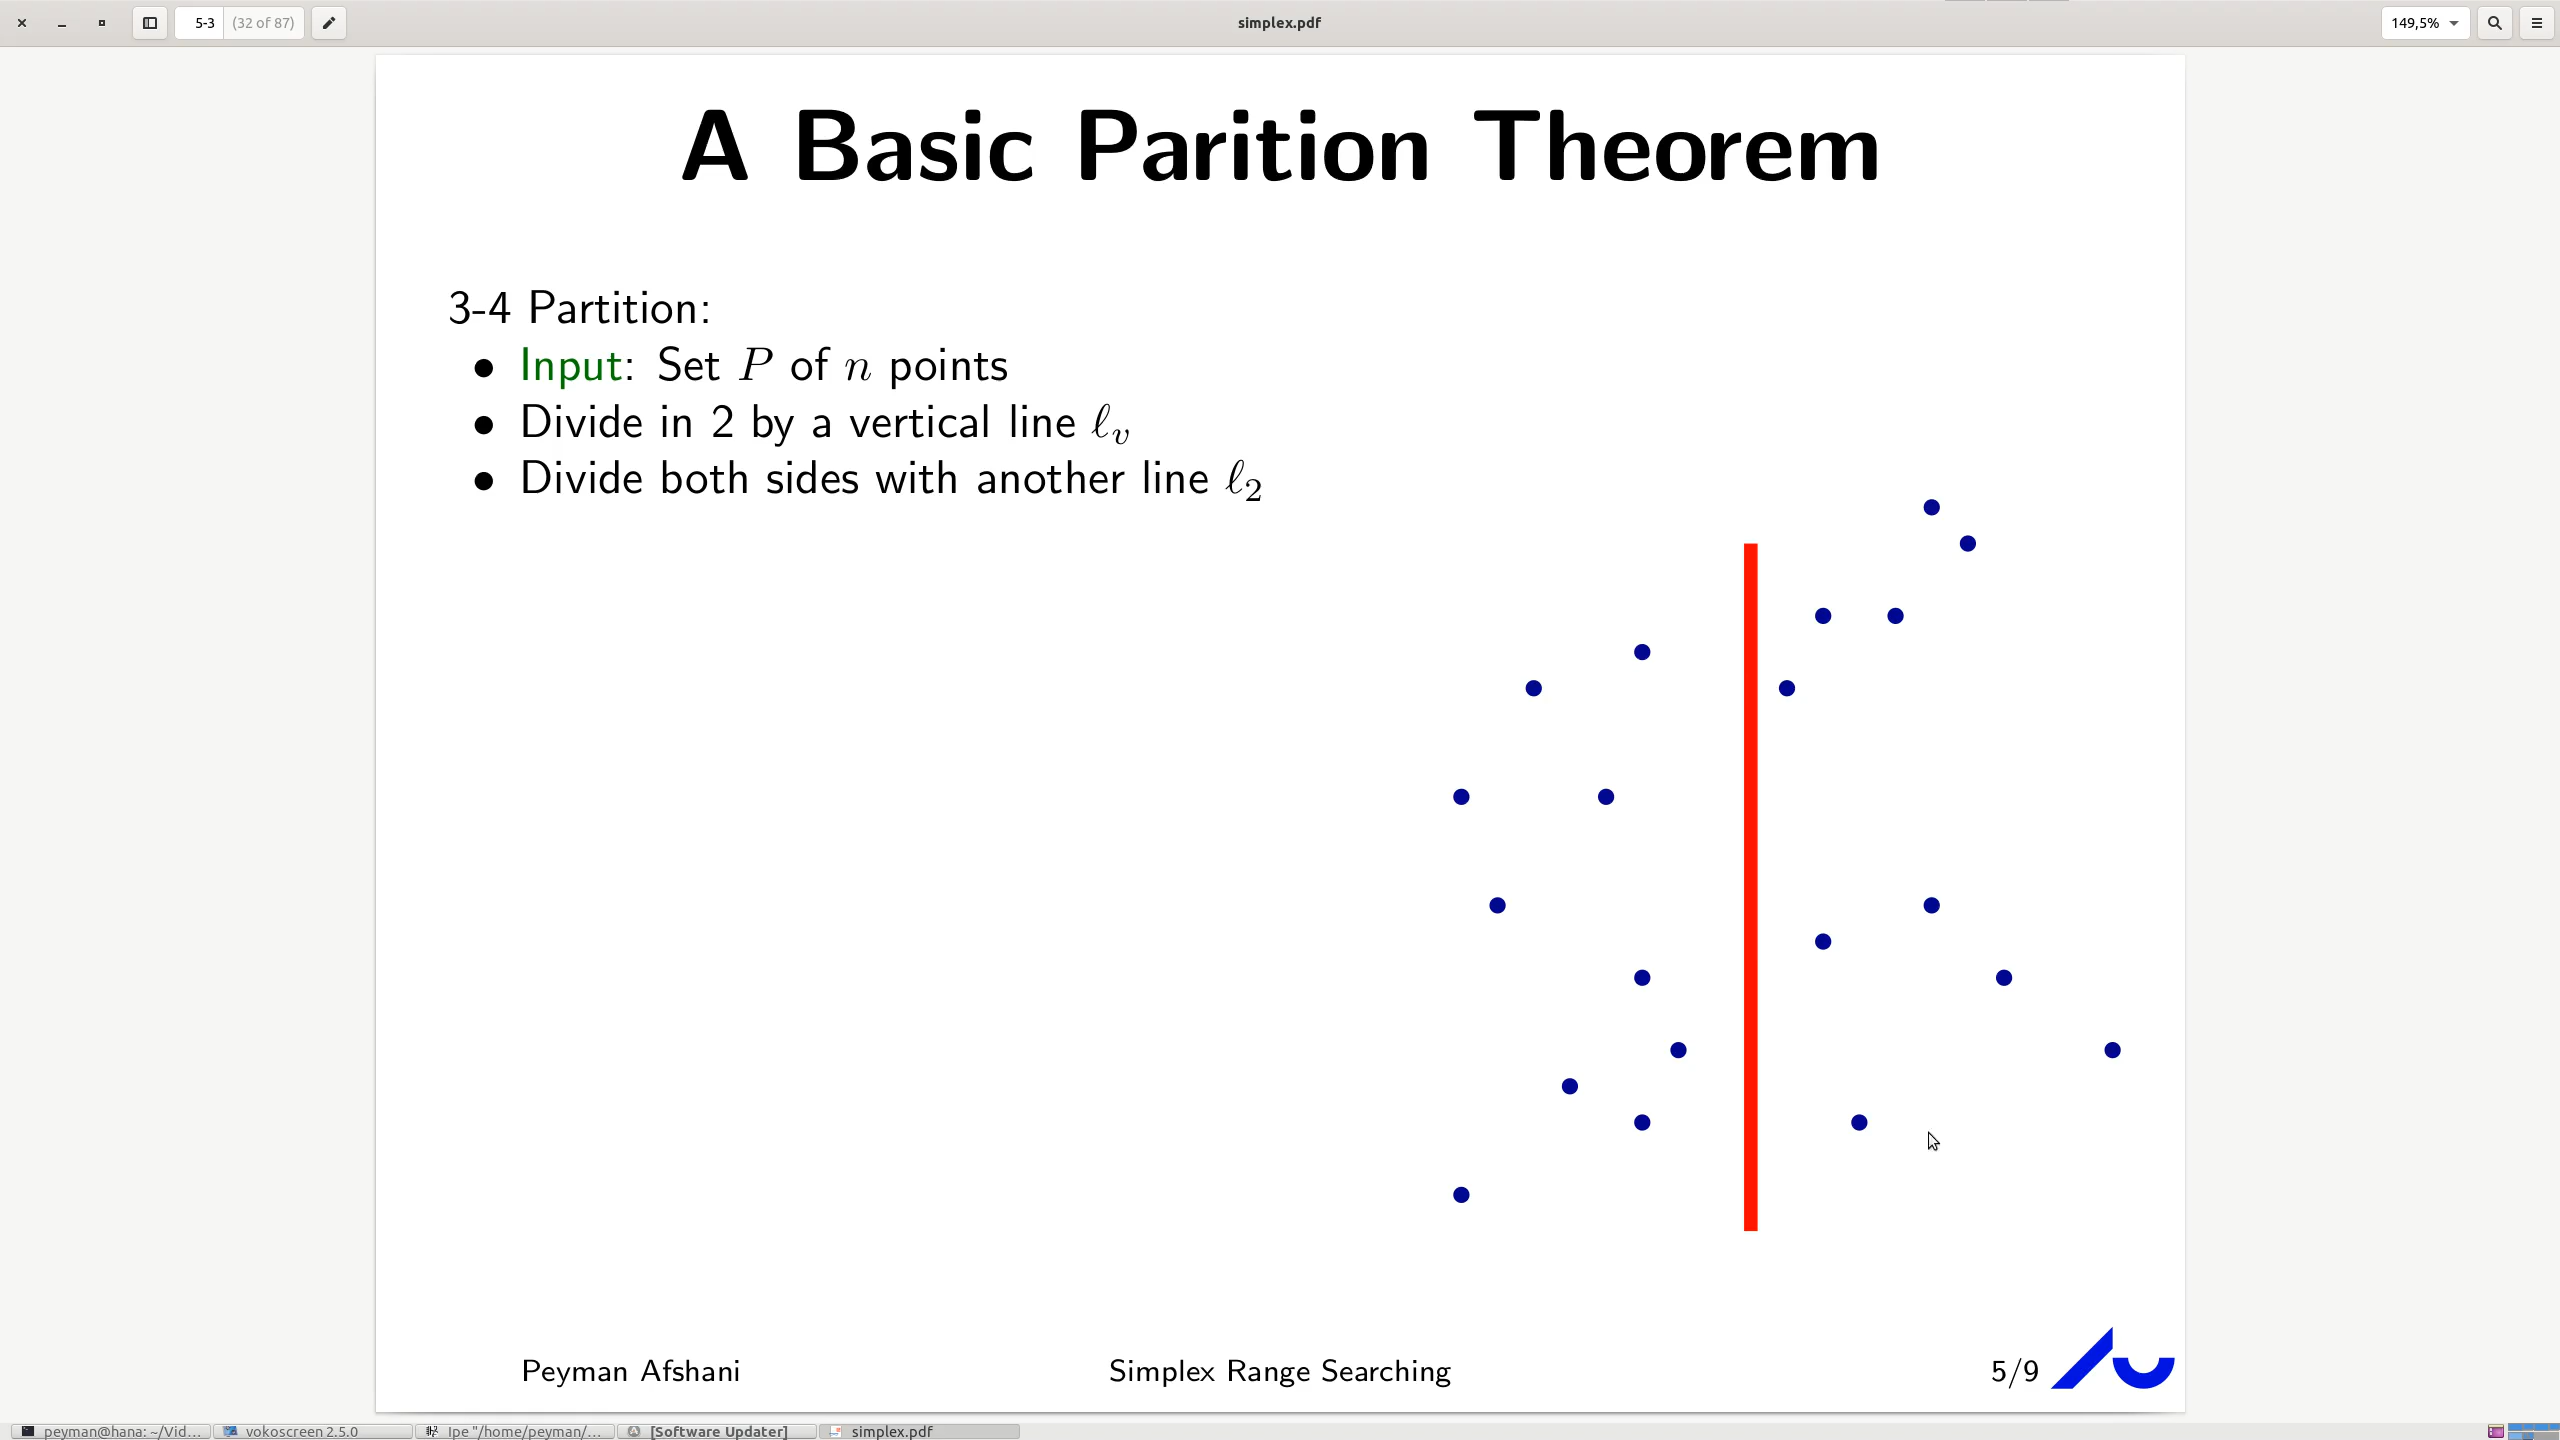 5-3 (32 of 87) simplex.pdf 149,5%
A Basic Parition Theorem
3-4 Partition:
• Input: Set P of n points
• Divide in 2 by a vertical line ℓ_v
• Divide both sides with another line ℓ_2
Peyman Afshani Simplex Range Searching 5/9
peyman@hana: ~/Vid... vokoscreen 2.5.0 Ipe "/home/peyman/... [Software Updater] simplex.pdf